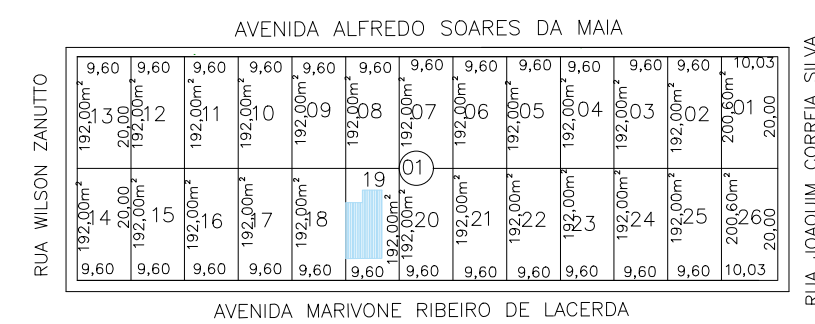 AVENIDA ALFREDO SOARES DA MAIA
RUA WILSON ZANUTTO
RUA JOAQUIM CORREIA SILVA
9,60 9,60 9,60 9,60 9,60 9,60 9,60 9,60 9,60 9,60 9,60 9,60 10,03
192,00m² 13 20,00 192,00m² 12 192,00m² 11 192,00m² 10 192,00m² 09 192,00m² 08 192,00m² 07 192,00m² 06 192,00m² 05 192,00m² 04 192,00m² 03 192,00m² 02 200,60m² 01 20,00
01
192,00m² 14 20,00 192,00m² 15 192,00m² 16 192,00m² 17 192,00m² 18 19 192,00m² 192,00m² 20 192,00m² 21 192,00m² 22 192,00m² 23 192,00m² 24 192,00m² 25 200,60m² 26 20,00
9,60 9,60 9,60 9,60 9,60 9,60 9,60 9,60 9,60 9,60 9,60 9,60 10,03
AVENIDA MARIVONE RIBEIRO DE LACERDA